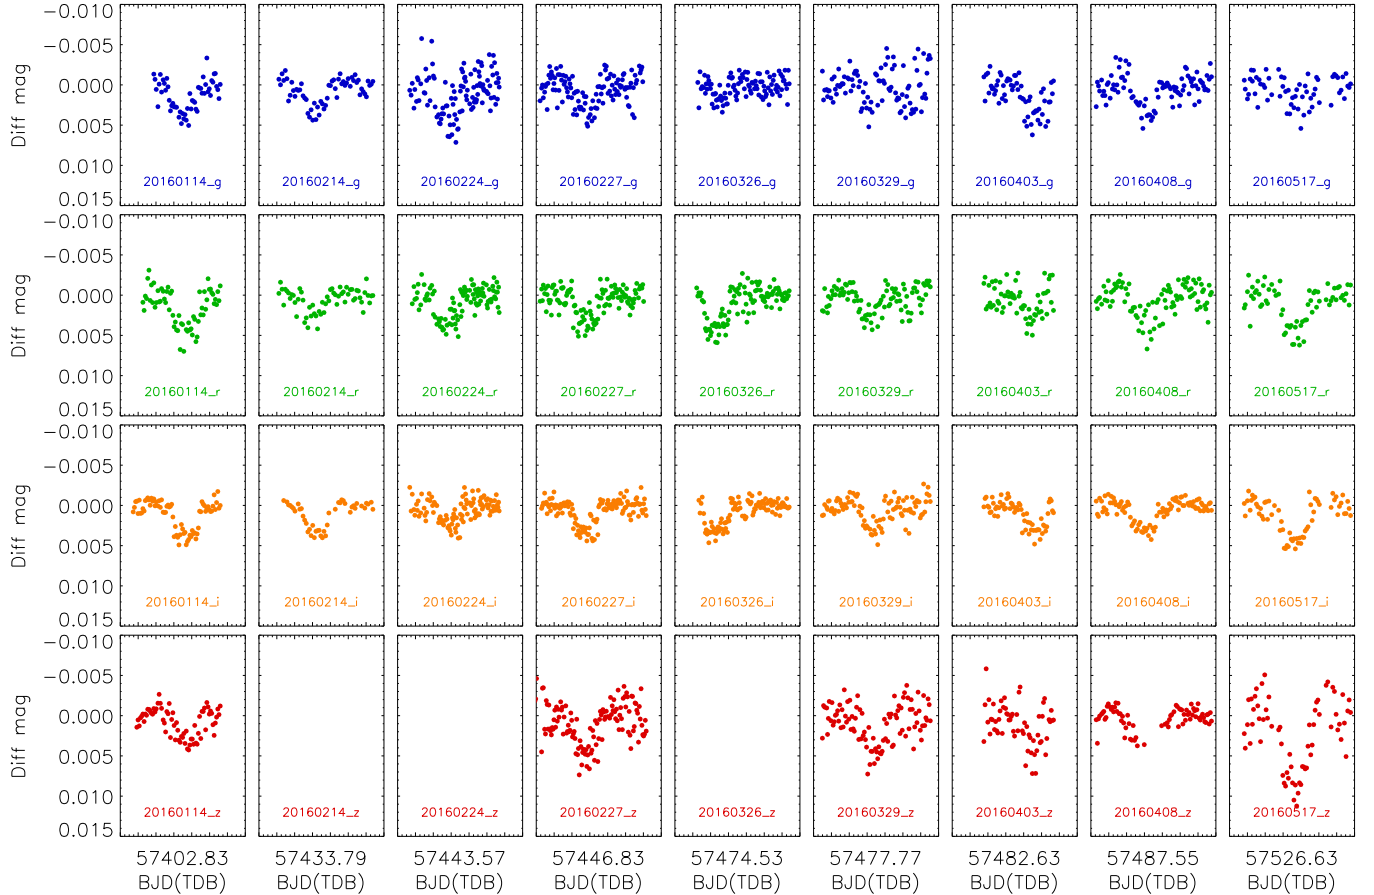 -0.010
-0.005
0.000
0.005
0.010
0.015
Diff mag
20160114_g
20160214_g
20160224_g
20160227_g
20160326_g
20160329_g
20160403_g
20160408_g
20160517_g
-0.010
-0.005
0.000
0.005
0.010
0.015
Diff mag
20160114_r
20160214_r
20160224_r
20160227_r
20160326_r
20160329_r
20160403_r
20160408_r
20160517_r
-0.010
-0.005
0.000
0.005
0.010
0.015
Diff mag
20160114_i
20160214_i
20160224_i
20160227_i
20160326_i
20160329_i
20160403_i
20160408_i
20160517_i
-0.010
-0.005
0.000
0.005
0.010
0.015
Diff mag
20160114_z
20160214_z
20160224_z
20160227_z
20160326_z
20160329_z
20160403_z
20160408_z
20160517_z
57402.83
57433.79
57443.57
57446.83
57474.53
57477.77
57482.63
57487.55
57526.63
BJD(TDB)
BJD(TDB)
BJD(TDB)
BJD(TDB)
BJD(TDB)
BJD(TDB)
BJD(TDB)
BJD(TDB)
BJD(TDB)